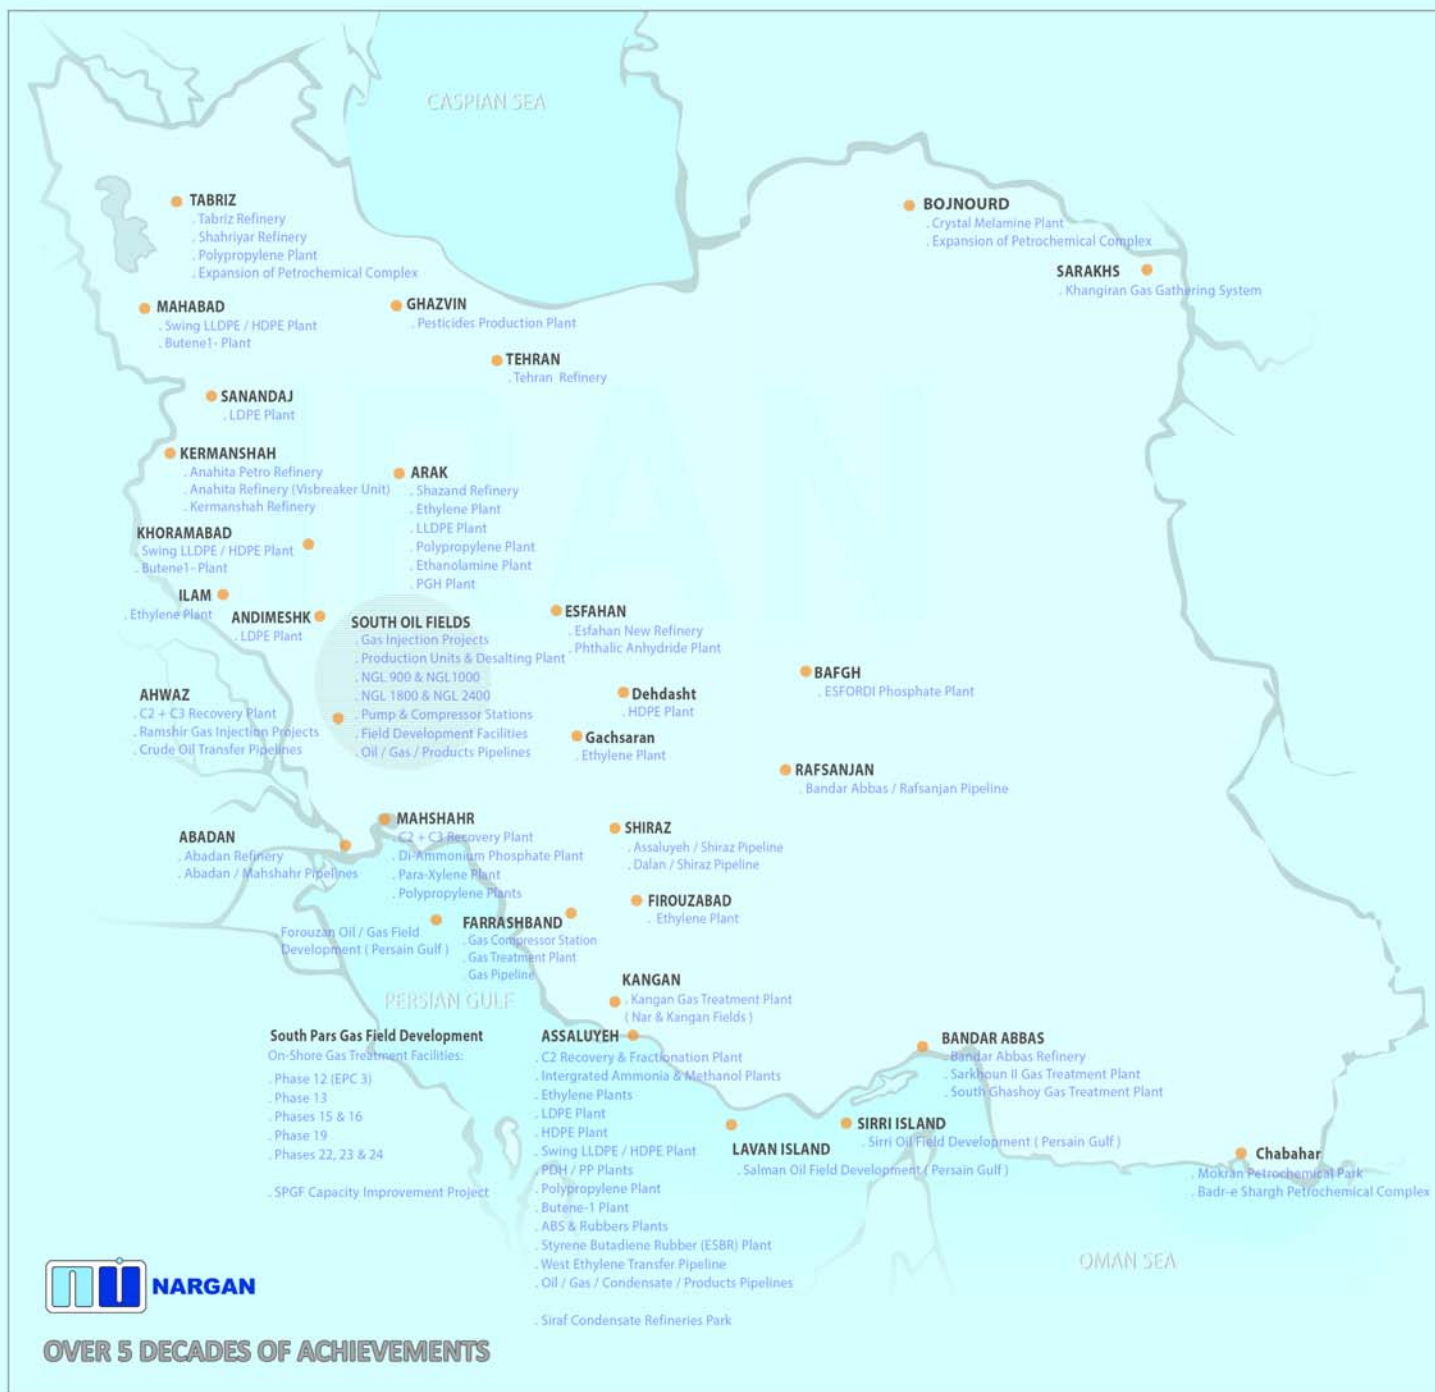 CASPIAN SEA
TABRIZ
. Tabriz Refinery
. Shahriyar Refinery
. Polypropylene Plant
. Expansion of Petrochemical Complex
BOJNOURD
. Crystal Melamine Plant
. Expansion of Petrochemical Complex
SARAKHS
. Khangiran Gas Gathering System
MAHABAD
. Swing LLDPE / HDPE Plant
. Butene1- Plant
GHAZVIN
. Pesticides Production Plant
TEHRAN
. Tehran Refinery
SANANDAJ
. LDPE Plant
IRAN
KERMANSHAH
. Anahita Petro Refinery
. Anahita Refinery (Visbreaker Unit)
. Kermanshah Refinery
ARAK
. Shazand Refinery
. Ethylene Plant
. LLDPE Plant
. Polypropylene Plant
. Ethanolamine Plant
. PGH Plant
KHORAMABAD
. Swing LLDPE / HDPE Plant
. Butene1- Plant
ILAM
. Ethylene Plant
ANDIMESHK
. LDPE Plant
SOUTH OIL FIELDS
. Gas Injection Projects
. Production Units & Desalting Plant
. NGL 900 & NGL1000
. NGL 1800 & NGL 2400
. Pump & Compressor Stations
. Field Development Facilities
. Oil / Gas / Products Pipelines
ESFAHAN
. Esfahan New Refinery
. Phthalic Anhydride Plant
BAFGH
. ESFORDI Phosphate Plant
AHWAZ
. C2 + C3 Recovery Plant
. Ramshir Gas Injection Projects
. Crude Oil Transfer Pipelines
Dehdasht
. HDPE Plant
Gachsaran
. Ethylene Plant
RAFSANJAN
. Bandar Abbas / Rafsanjan Pipeline
MAHSHAHR
. C2 + C3 Recovery Plant
. Di-Ammonium Phosphate Plant
. Para-Xylene Plant
. Polypropylene Plants
SHIRAZ
. Assaluyeh / Shiraz Pipeline
. Dalan / Shiraz Pipeline
ABADAN
. Abadan Refinery
. Abadan / Mahshahr Pipelines
FIROUZABAD
. Ethylene Plant
. Forouzan Oil / Gas Field
Development ( Persain Gulf )
FARRASHBAND
. Gas Compressor Station
. Gas Treatment Plant
. Gas Pipeline
KANGAN
. Kangan Gas Treatment Plant
( Nar & Kangan Fields )
PERSIAN GULF
South Pars Gas Field Development
On-Shore Gas Treatment Facilities:
. Phase 12 (EPC 3)
. Phase 13
. Phases 15 & 16
. Phase 19
. Phases 22, 23 & 24
. SPGF Capacity Improvement Project
ASSALUYEH
. C2 Recovery & Fractionation Plant
. Intergrated Ammonia & Methanol Plants
. Ethylene Plants
. LDPE Plant
. HDPE Plant
. Swing LLDPE / HDPE Plant
. PDH / PP Plants
. Polypropylene Plant
. Butene-1 Plant
. ABS & Rubbers Plants
. Styrene Butadiene Rubber (ESBR) Plant
. West Ethylene Transfer Pipeline
. Oil / Gas / Condensate / Products Pipelines
. Siraf Condensate Refineries Park
BANDAR ABBAS
. Bandar Abbas Refinery
. Sarkhoun II Gas Treatment Plant
. South Ghashoy Gas Treatment Plant
SIRRI ISLAND
. Sirri Oil Field Development ( Persain Gulf )
LAVAN ISLAND
. Salman Oil Field Development ( Persain Gulf )
Chabahar
. Mokran Petrochemical Park
. Badr-e Shargh Petrochemical Complex
OMAN SEA
NARGAN
OVER 5 DECADES OF ACHIEVEMENTS